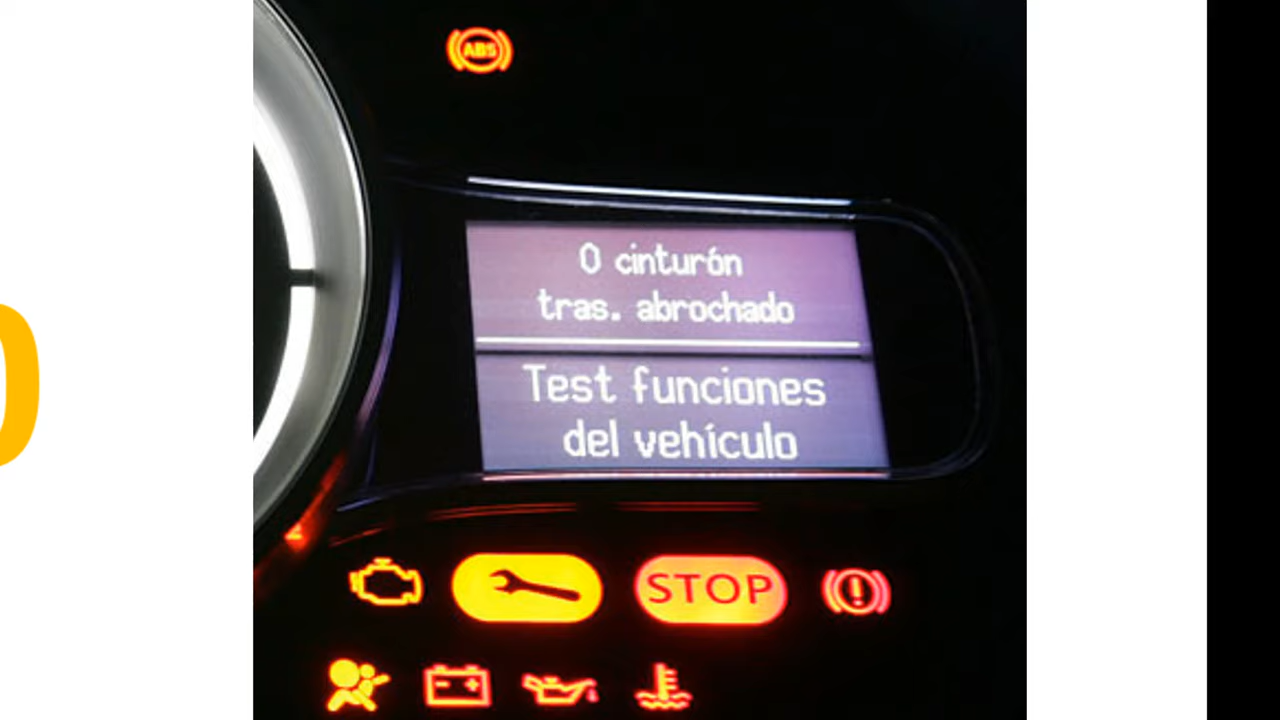 ABS
0 cinturón
tras. abrochado
Test funciones
del vehículo
STOP